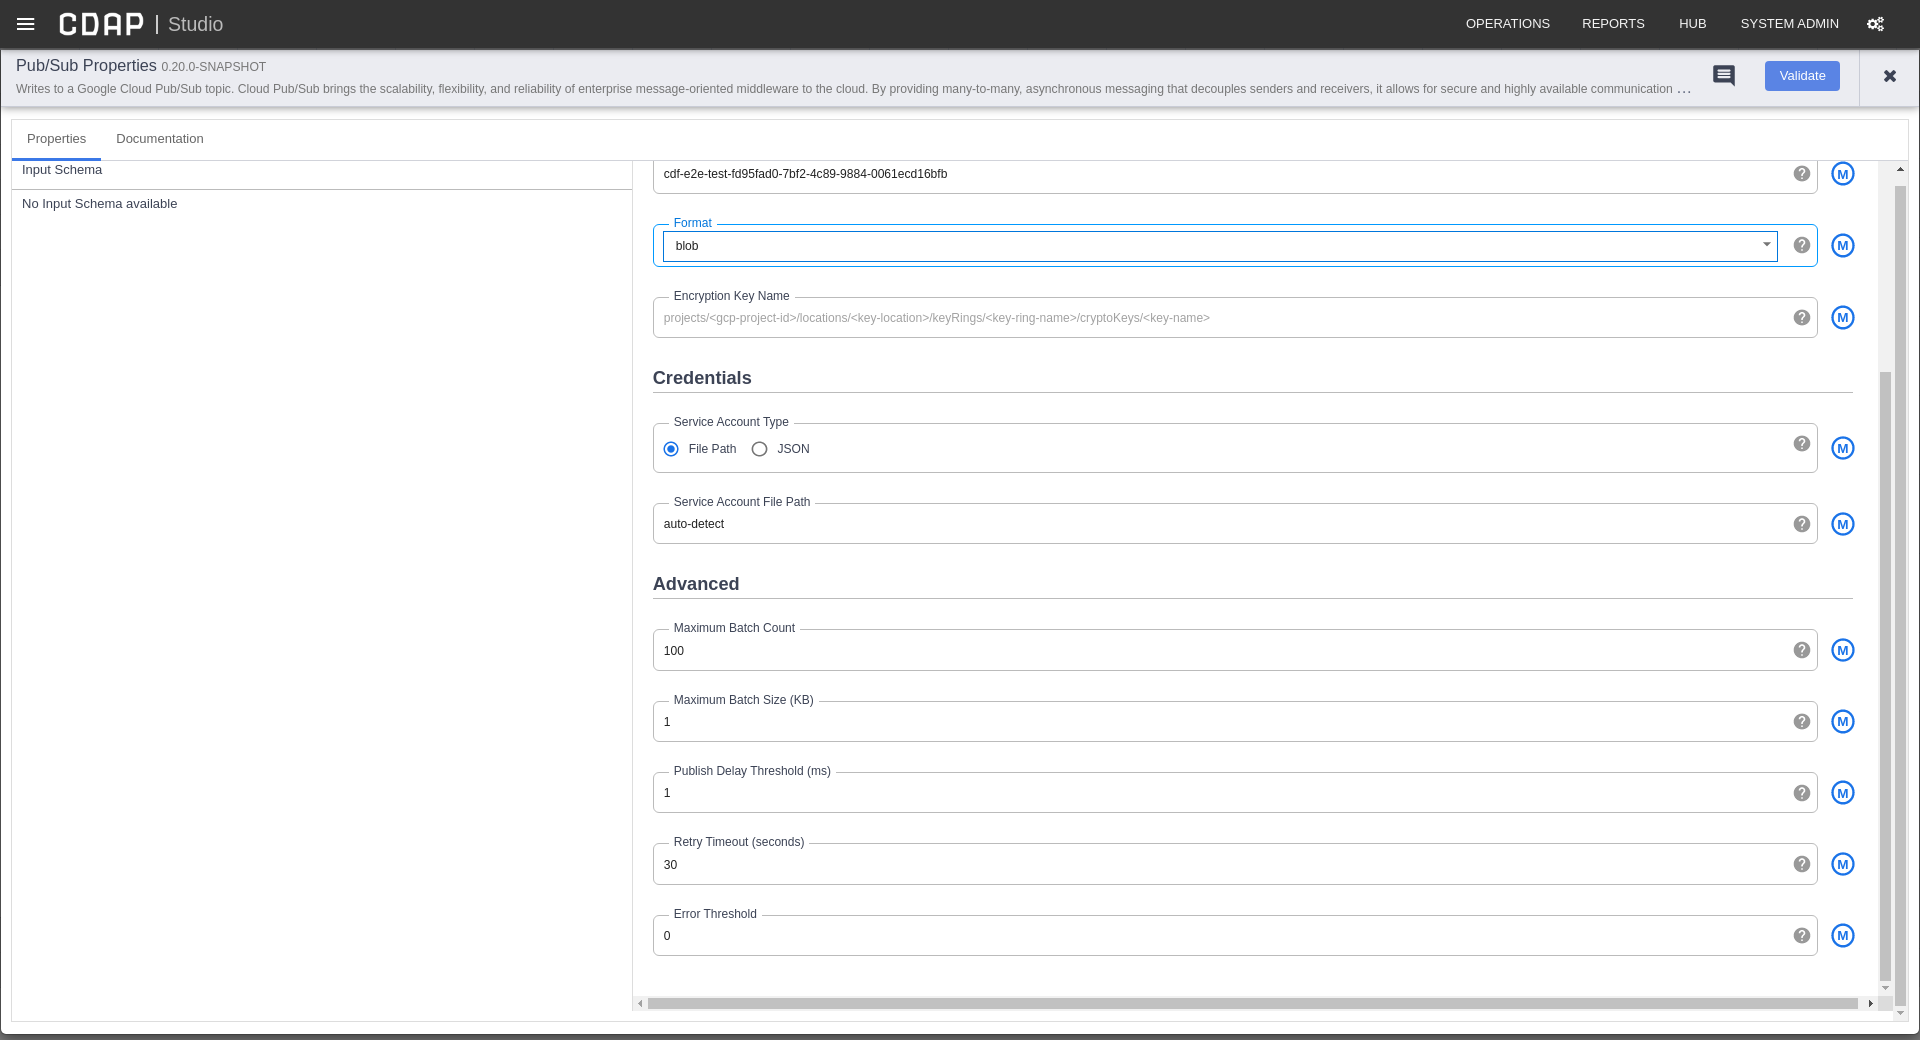 CDAP | Studio
OPERATIONS REPORTS HUB SYSTEM ADMIN
Pub/Sub Properties 0.20.0-SNAPSHOT
Writes to a Google Cloud Pub/Sub topic. Cloud Pub/Sub brings the scalability, flexibility, and reliability of enterprise message-oriented middleware to the cloud. By providing many-to-many, asynchronous messaging that decouples senders and receivers, it allows for secure and highly available communication ...
Validate
Properties Documentation
Input Schema
No Input Schema available
cdf-e2e-test-fd95fad0-7bf2-4c89-9884-0061ecd16bfb
? M
Format
blob
? M
Encryption Key Name
projects/<gcp-project-id>/locations/<key-location>/keyRings/<key-ring-name>/cryptoKeys/<key-name>
? M
Credentials
Service Account Type
File Path JSON
? M
Service Account File Path
auto-detect
? M
Advanced
Maximum Batch Count
100
? M
Maximum Batch Size (KB)
1
? M
Publish Delay Threshold (ms)
1
? M
Retry Timeout (seconds)
30
? M
Error Threshold
0
? M